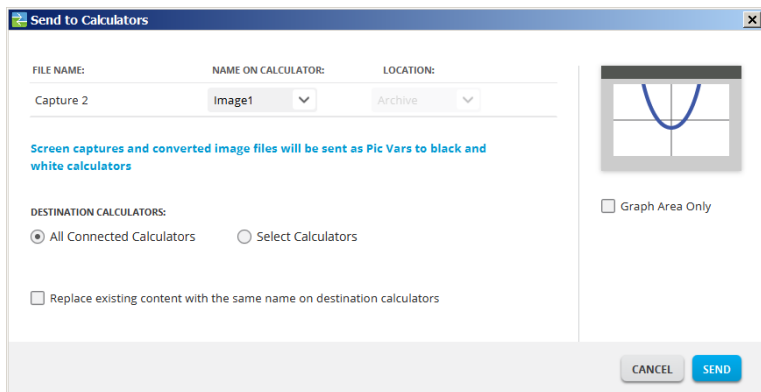 Send to Calculators
FILE NAME: NAME ON CALCULATOR: LOCATION:
Capture 2 Image1 Archive
Screen captures and converted image files will be sent as Pic Vars to black and
white calculators
Graph Area Only
DESTINATION CALCULATORS:
All Connected Calculators Select Calculators
Replace existing content with the same name on destination calculators
CANCEL SEND